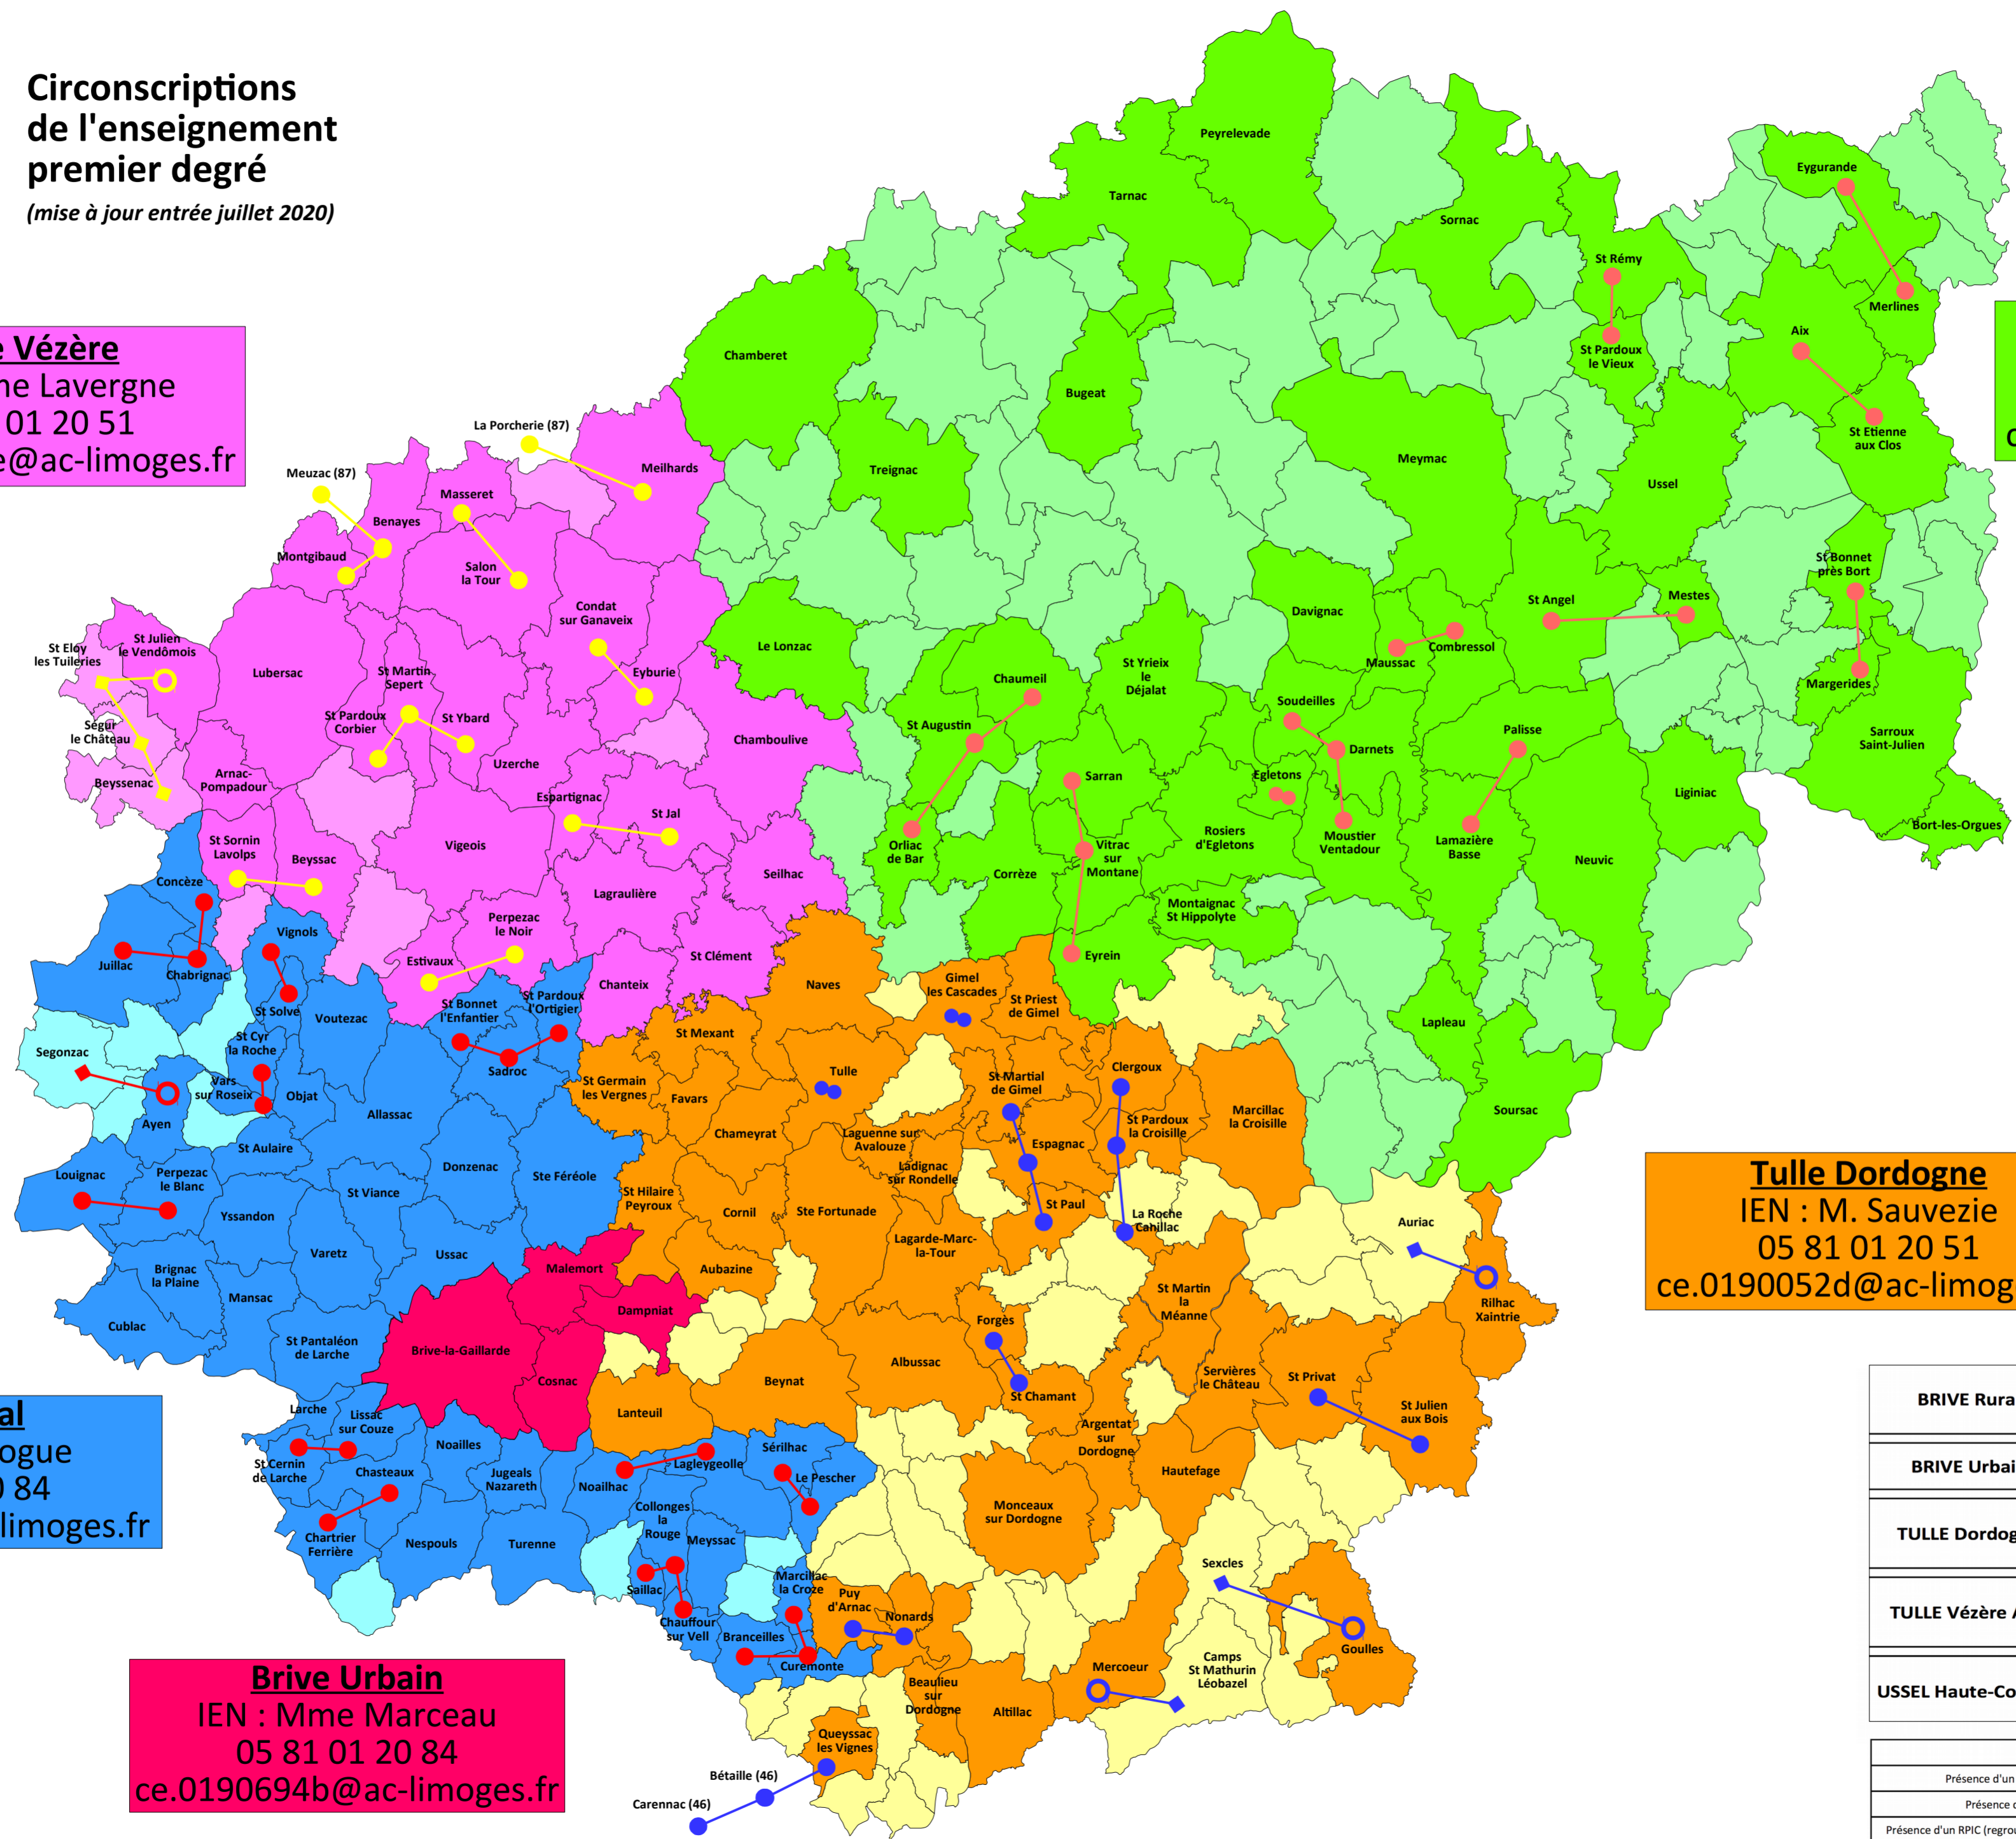 Circonscriptions
de l'enseignement
premier degré
(mise à jour entrée juillet 2020)
Vézère
Lavergne
01 20 51
@ac-limoges.fr
Peyrelevade
Tarnac
Sornac
Eygurande
St Rémy
Merlines
St Pardoux
le Vieux
Aix
Chamberet
Bugeat
St Etienne
aux Clos
La Porcherie (87)
Meilhards
Treignac
Meymac
Ussel
Meuzac (87)
Masseret
Benayes
Montgibaud
Salon
la Tour
St Bonnet
près Bort
Condat
sur Ganaveix
Davignac
St Angel
Mestes
St Eloy
les Tuileries
St Julien
le Vendômois
Lubersac
St Martin
Sepert
Eyburie
Le Lonzac
Chaumeil
St Yrieix
le
Déjalat
Maussac
Combressol
Margerides
Ségur
le Château
St Pardoux
Corbier
St Ybard
Chamboulive
St Augustin
Soudeilles
Darnets
Palisse
Sarroux
Saint-Julien
Beyssenac
Arnac-
Pompadour
Uzerche
Espartignac
St Jal
Sarran
Egletons
Liginiac
Bort-les-Orgues
St Sornin
Lavolps
Beyssac
Vigeois
Orliac
de Bar
Vitrac
sur
Montane
Rosiers
d'Egletons
Moustier
Ventadour
Lamazière
Basse
Neuvic
Concèze
Lagraulière
Seilhac
Corrèze
Montaignac
St Hippolyte
Vignols
Perpezac
le Noir
Juillac
Chabrignac
Estivaux
Chanteix
St Clément
Eyrein
Naves
Gimel
les Cascades
St Priest
de Gimel
St Solve
Voutezac
St Bonnet
l'Enfantier
St Pardoux
l'Ortigier
St Mexant
Lapleau
Segonzac
St Cyr
la Roche
Sadroc
Tulle
St Martial
de Gimel
Clergoux
Vars
sur Roseix
Objat
Allassac
St Germain
les Vergnes
Favars
Marcillac
la Croisille
Soursac
Ayen
St Aulaire
Chameyrat
Laguenne sur
Avalouze
Espagnac
St Pardoux
la Croisille
Louignac
Perpezac
le Blanc
Donzenac
Ste Féréole
Ladignac
sur Rondelle
Yssandon
St Viance
St Hilaire
Peyroux
Cornil
Ste Fortunade
St Paul
La Roche
Canillac
Auriac
Tulle Dordogne
IEN : M. Sauvezie
05 81 01 20 51
ce.0190052d@ac-limog
Varetz
Ussac
Lagarde-Marc-
la-Tour
Brignac
la Plaine
Mansac
Malemort
Aubazine
St Martin
la
Méanne
Rilhac
Xaintrie
Cublac
St Pantaléon
de Larche
Dampniat
Forgès
Brive-la-Gaillarde
Cosnac
Beynat
Albussac
St Chamant
Servières
le Château
St Privat
St Julien
aux Bois
Larche
Lissac
sur Couze
Lanteuil
Argentat
sur
Dordogne
BRIVE Rura
St Cernin
de Larche
Noailles
Jugeals
Nazareth
Noailhac
Lagleygeolle
Sérilhac
Le Pescher
Hautefage
BRIVE Urbai
ogue
84
limoges.fr
Chasteaux
Chartrier
Ferrière
Nespouls
Turenne
Collonges
la
Rouge
Meyssac
Monceaux
sur Dordogne
TULLE Dordog
Saillac
Marcillac
la Croze
Puy
d'Arnac
Nonards
Sexcles
TULLE Vézère
Chauffour
sur Vell
Branceilles
Curemonte
Goulles
Brive Urbain
IEN : Mme Marceau
05 81 01 20 84
ce.0190694b@ac-limoges.fr
Beaulieu
sur
Dordogne
Altillac
Mercoeur
Camps
St Mathurin
Léobazel
USSEL Haute-Co
Queyssac
les Vignes
Bétaille (46)
Carennac (46)
Présence d'un
Présence
Présence d'un RPIC (regrou